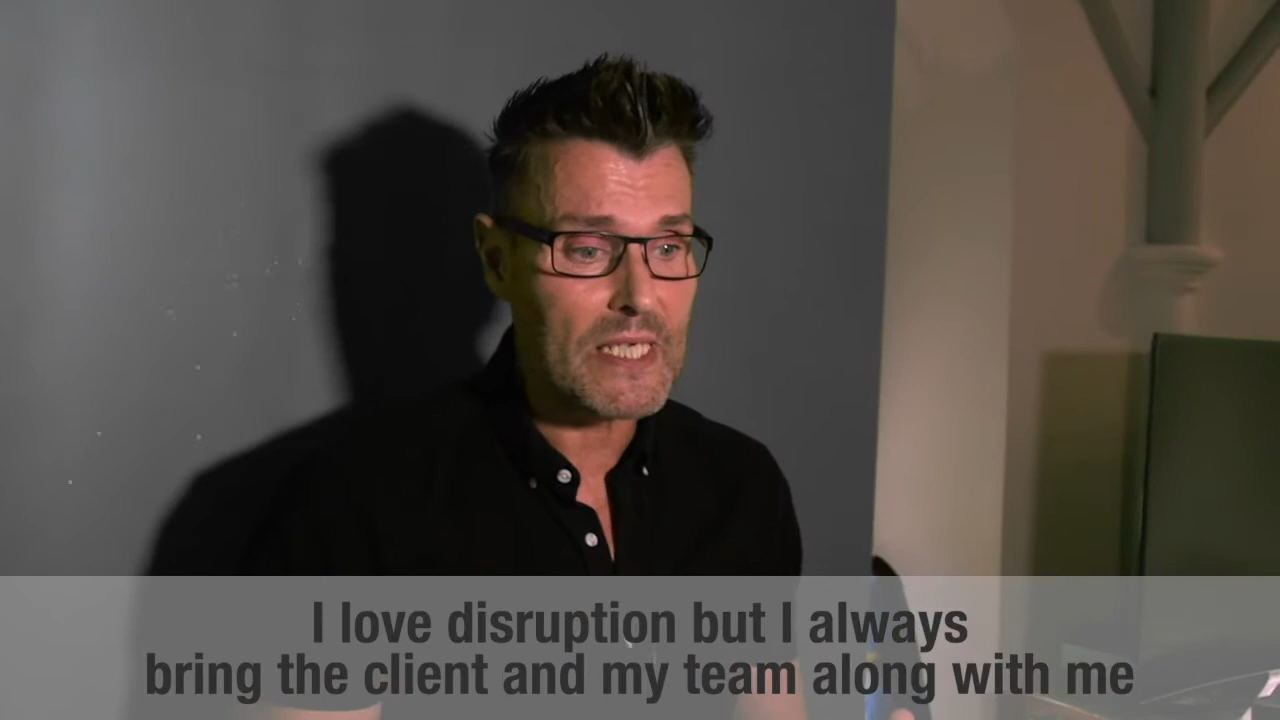 I love disruption but I always
bring the client and my team along with me